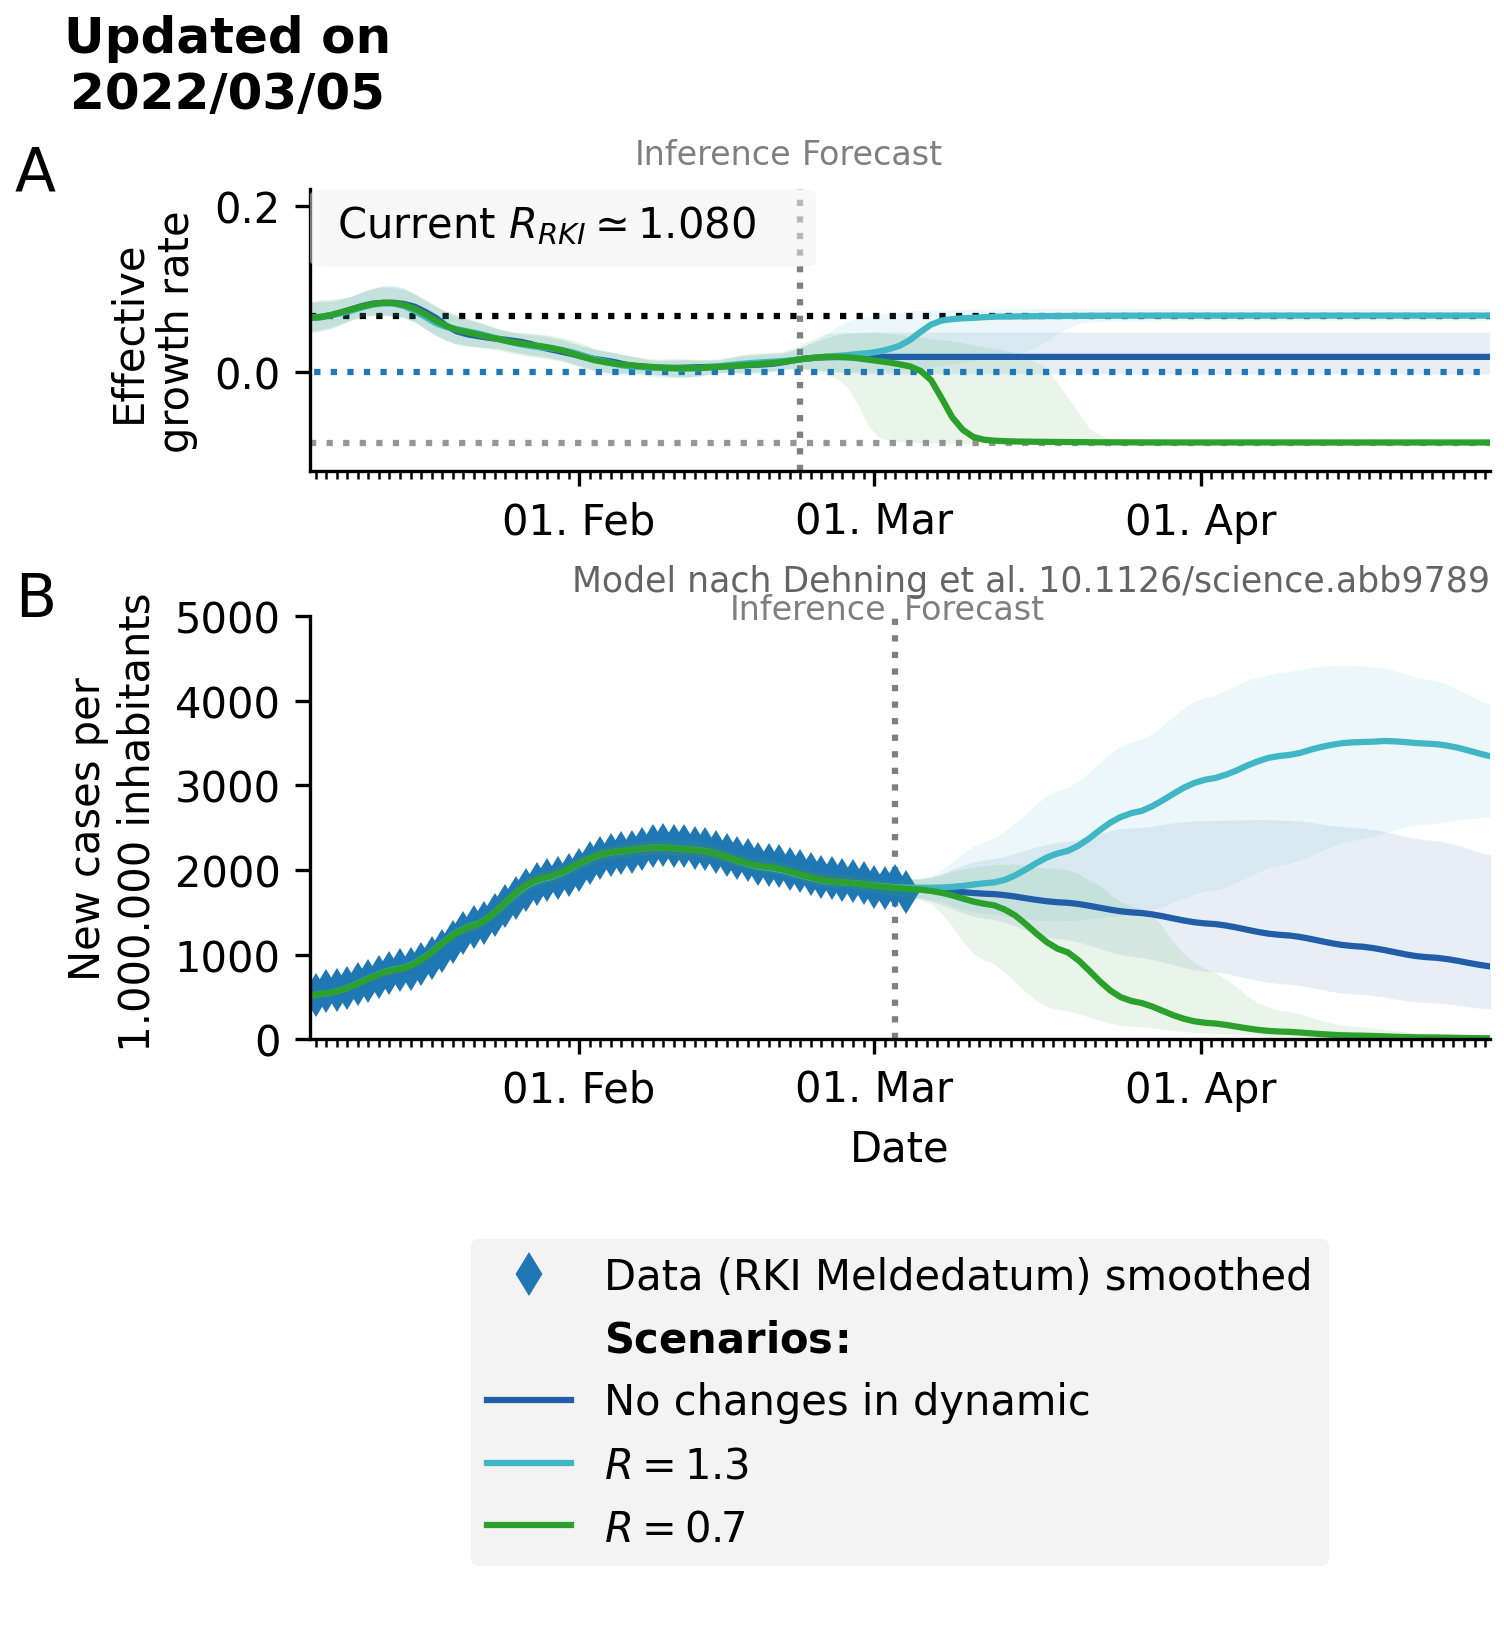 Updated on
2022/03/05
A
Inference Forecast
Current R_RKI ≃ 1.080
Effective
growth rate
0.2
0.0
01. Feb
01. Mar
01. Apr
B
Model nach Dehning et al. 10.1126/science.abb9789
Inference Forecast
New cases per
1.000.000 inhabitants
5000
4000
3000
2000
1000
0
01. Feb
01. Mar
01. Apr
Date
Data (RKI Meldedatum) smoothed
Scenarios:
No changes in dynamic
R = 1.3
R = 0.7